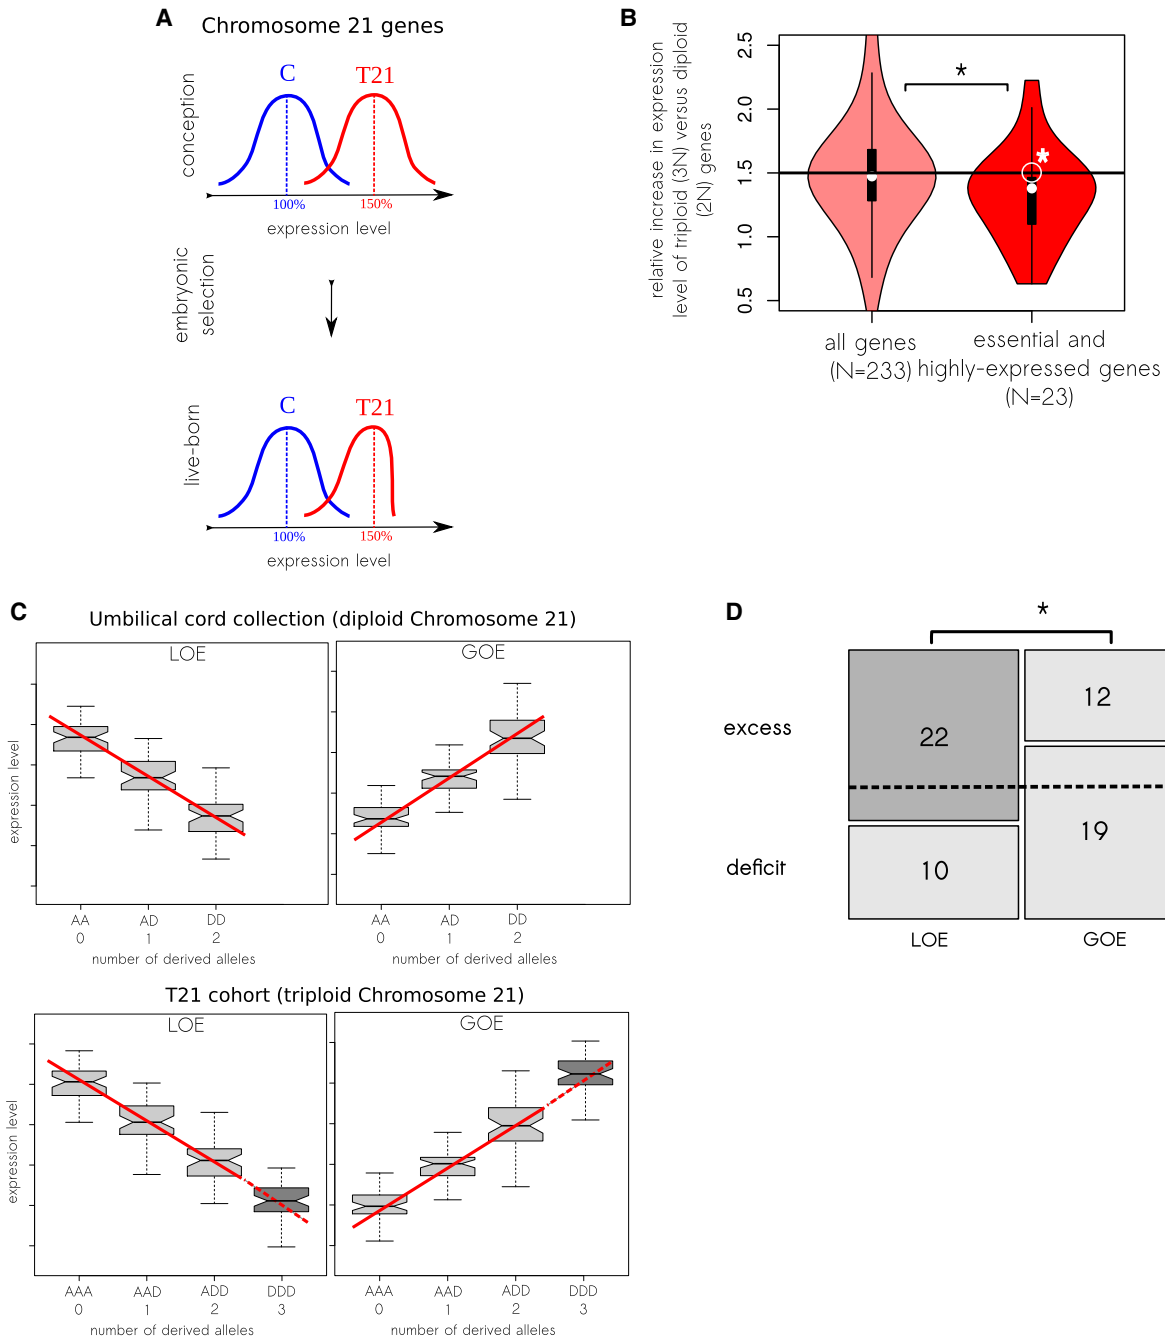 A
Chromosome 21 genes
conception
C
T21
100%
150%
expression level
embryonic
selection
live-born
C
T21
100%
150%
expression level
B
relative increase in expression
level of triploid (3N) versus diploid
(2N) genes
2.5
2.0
1.5
1.0
0.5
*
*
all genes
(N=233)
essential and
highly-expressed genes
(N=23)
C
Umbilical cord collection (diploid Chromosome 21)
LOE
GOE
expression level
AA
AD
DD
0
1
2
number of derived alleles
AA
AD
DD
0
1
2
number of derived alleles
T21 cohort (triploid Chromosome 21)
LOE
GOE
expression level
AAA
AAD
ADD
DDD
0
1
2
3
number of derived alleles
AAA
AAD
ADD
DDD
0
1
2
3
number of derived alleles
D
*
excess
22
12
deficit
10
19
LOE
GOE